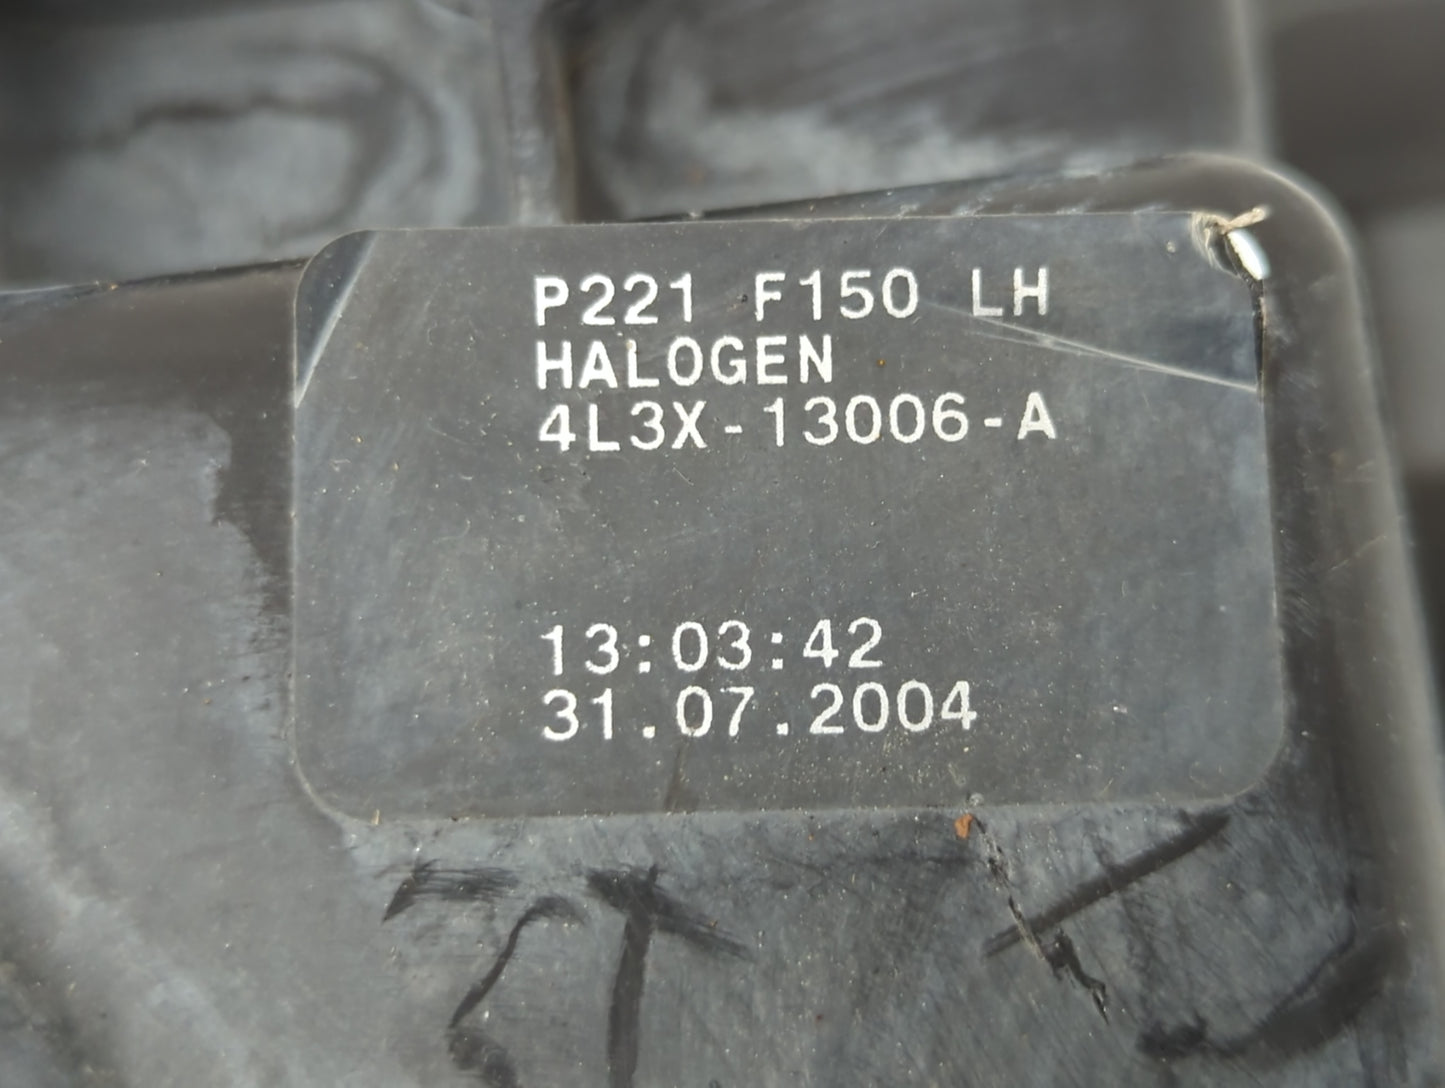 P221 F150 LH
HALOGEN
4L3X-13006-A
13:03:42
31.07.2004